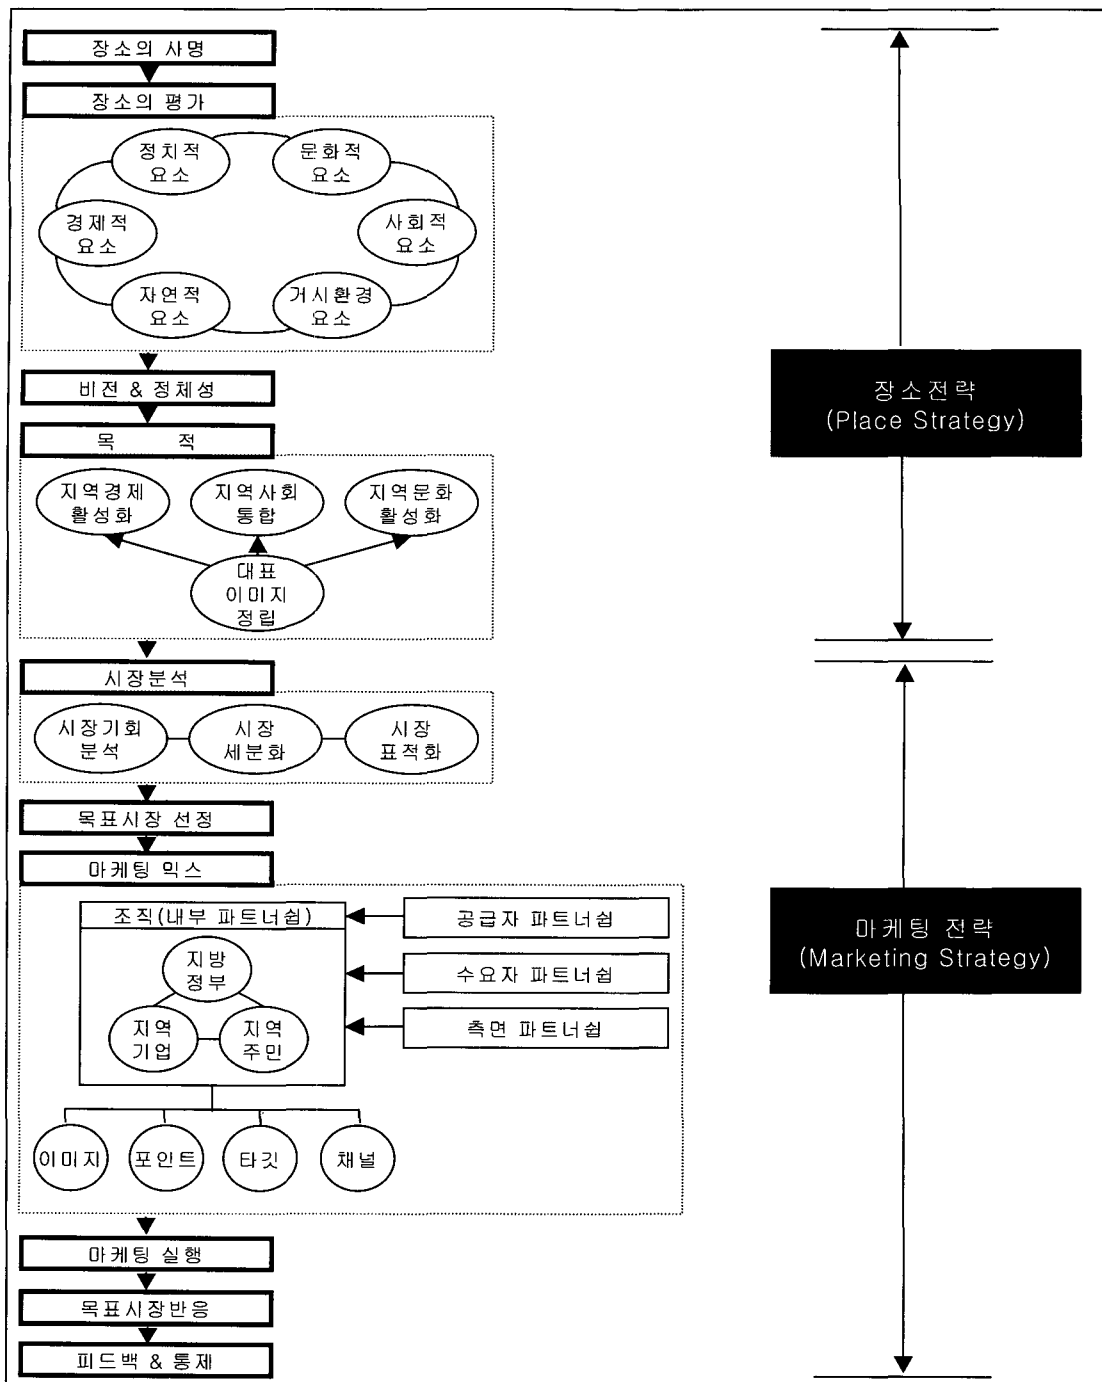 장소의 사명
장소의 평가
정치적
요소
문화적
요소
경제적
요소
사회적
요소
자연적
요소
거시환경
요소
비전 & 정체성
목 적
지역경제
활성화
지역사회
통합
지역문화
활성화
대표
이미지
정립
시장분석
시장기회
분석
시장
세분화
시장
표적화
목표시장 선정
마케팅 믹스
조직(내부 파트너쉽)
지방
정부
지역
기업
지역
주민
공급자 파트너쉽
수요자 파트너쉽
측면 파트너쉽
이미지
포인트
타깃
채널
마케팅 실행
목표시장반응
피드백 & 통제
장소전략
(Place Strategy)
마케팅 전략
(Marketing Strategy)